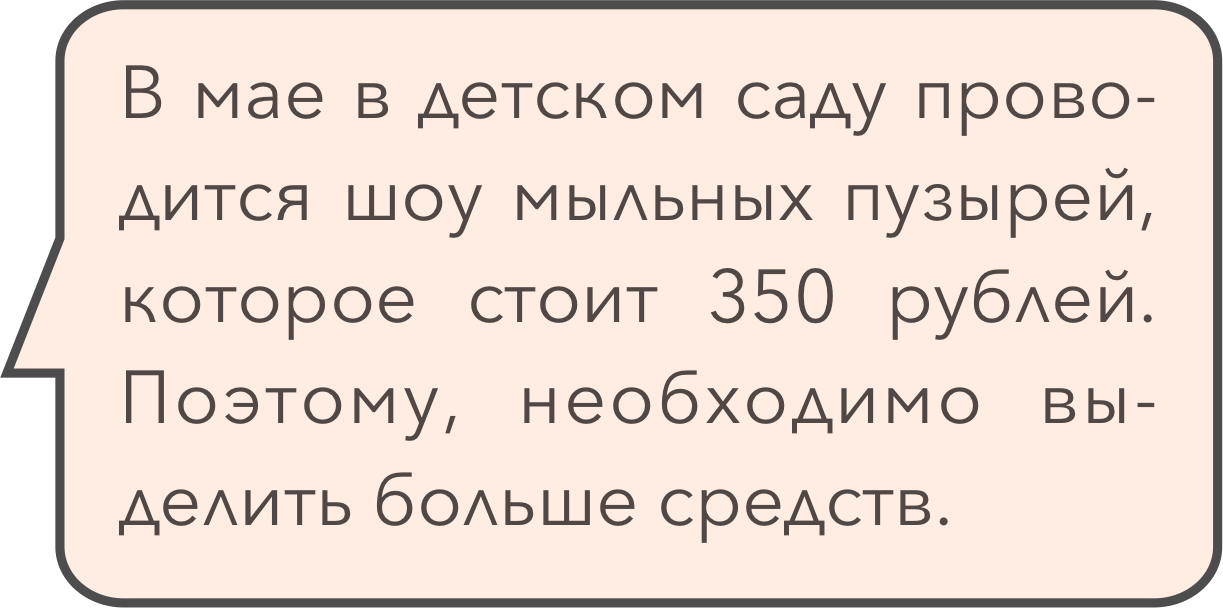 В мае в детском саду прово-
дится шоу мыльных пузырей,
которое стоит 350 рублей.
Поэтому, необходимо вы-
делить больше средств.